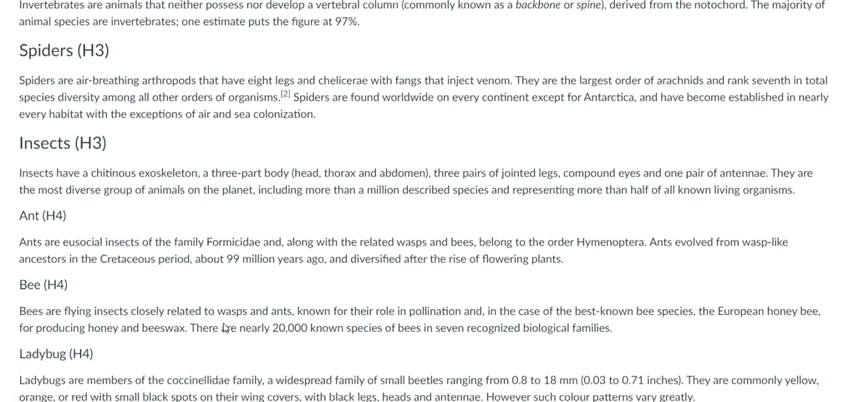 Invertebrates are animals that neither possess nor develop a vertebral column (commonly known as a backbone or spine), derived from the notochord. The majority of
animal species are invertebrates; one estimate puts the figure at 97%.
Spiders (H3)
Spiders are air-breathing arthropods that have eight legs and chelicerae with fangs that inject venom. They are the largest order of arachnids and rank seventh in total
species diversity among all other orders of organisms.[2] Spiders are found worldwide on every continent except for Antarctica, and have become established in nearly
every habitat with the exceptions of air and sea colonization.
Insects (H3)
Insects have a chitinous exoskeleton, a three-part body (head, thorax and abdomen), three pairs of jointed legs, compound eyes and one pair of antennae. They are
the most diverse group of animals on the planet, including more than a million described species and representing more than half of all known living organisms.
Ant (H4)
Ants are eusocial insects of the family Formicidae and, along with the related wasps and bees, belong to the order Hymenoptera. Ants evolved from wasp-like
ancestors in the Cretaceous period, about 99 million years ago, and diversified after the rise of flowering plants.
Bee (H4)
Bees are flying insects closely related to wasps and ants, known for their role in pollination and, in the case of the best-known bee species, the European honey bee,
for producing honey and beeswax. There are nearly 20,000 known species of bees in seven recognized biological families.
Ladybug (H4)
Ladybugs are members of the coccinellidae family, a widespread family of small beetles ranging from 0.8 to 18 mm (0.03 to 0.71 inches). They are commonly yellow,
orange, or red with small black spots on their wing covers, with black legs, heads and antennae. However such colour patterns vary greatly.